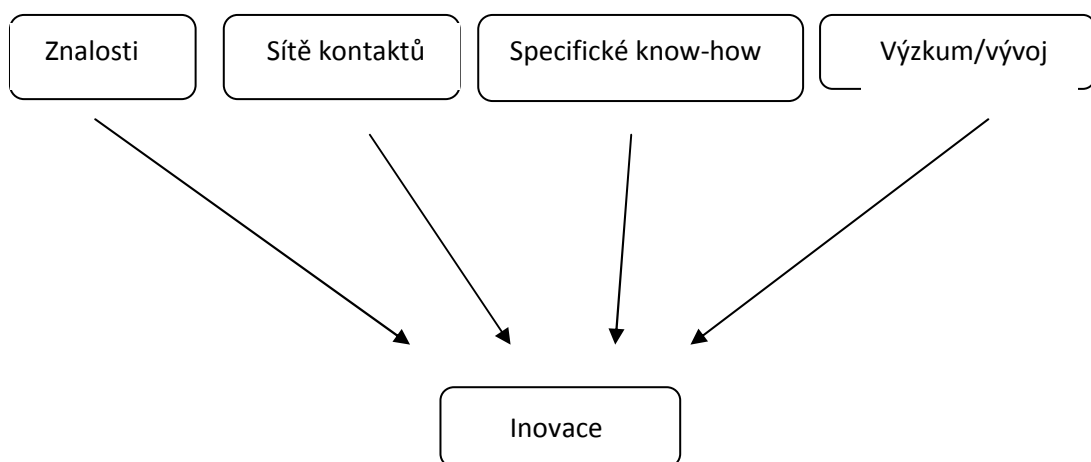 Znalosti
Sítě kontaktů
Specifické know-how
Výzkum/vývoj
Inovace